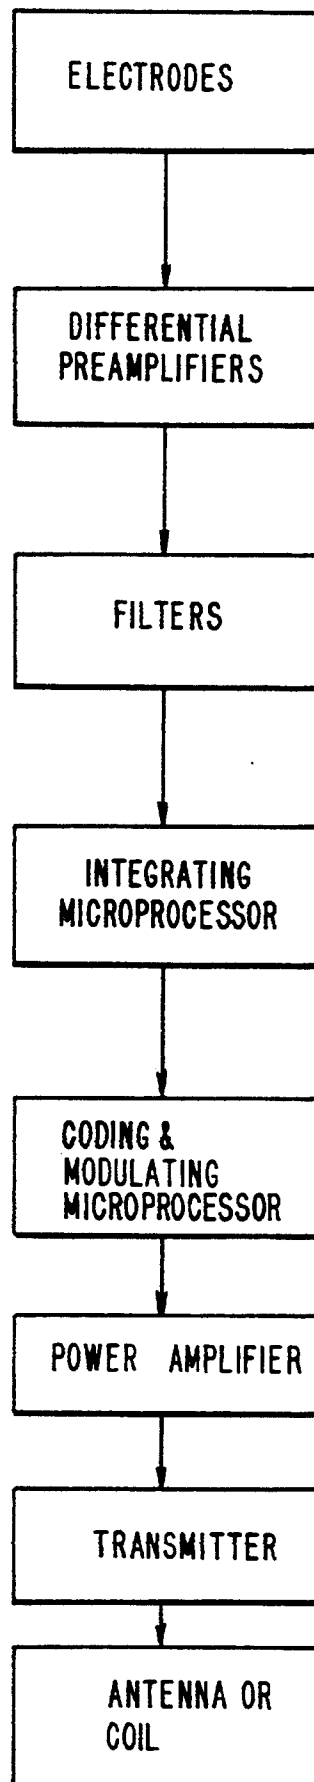 ELECTRODES
DIFFERENTIAL
PREAMPLIFIERS
FILTERS
INTEGRATING
MICROPROCESSOR
CODING &
MODULATING
MICROPROCESSOR
POWER AMPLIFIER
TRANSMITTER
ANTENNA OR
COIL